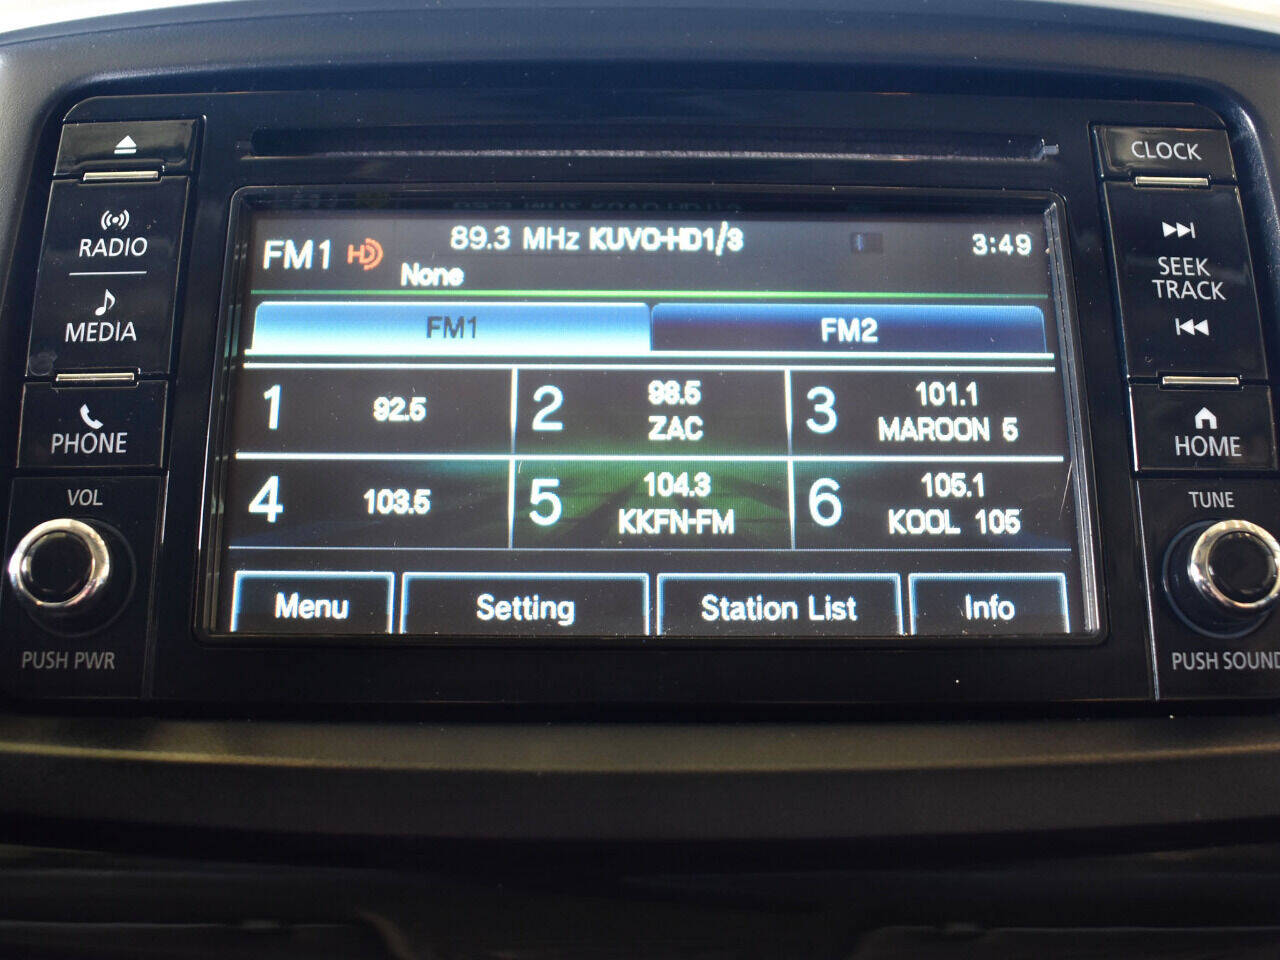 CLOCK
RADIO
MEDIA
PHONE
VOL
PUSH PWR
FM1 HD
89.3 MHz KUVO-HD1/3
3:49
None
FM1
FM2
1 92.5
2 98.5
ZAC
3 101.1
MAROON 5
4 103.5
5 104.3
KKFN-FM
6 105.1
KOOL 105
Menu
Setting
Station List
Info
SEEK
TRACK
HOME
TUNE
PUSH SOUND